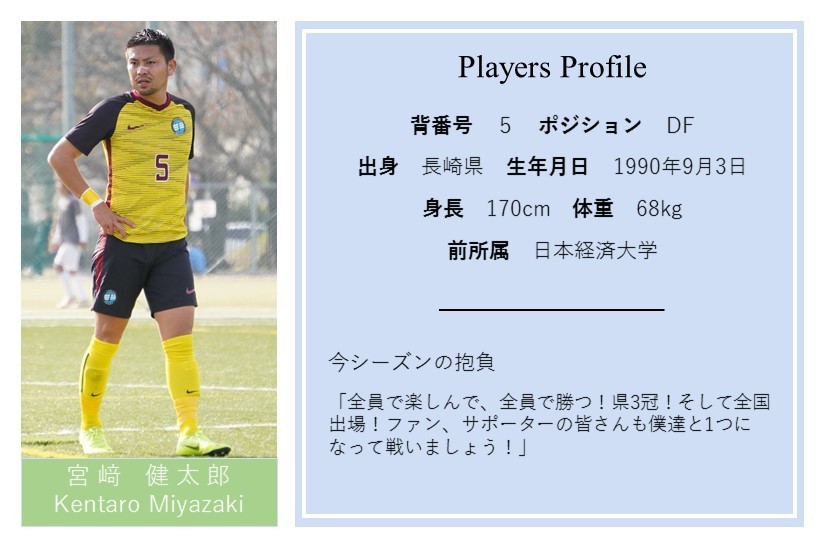 5
宮﨑 健太郎
Kentaro Miyazaki
Players Profile
背番号 5 ポジション DF
出身 長崎県 生年月日 1990年9月3日
身長 170cm 体重 68kg
前所属 日本経済大学
今シーズンの抱負
「全員で楽しんで、全員で勝つ！県3冠！そして全国
出場！ファン、サポーターの皆さんも僕達と1つに
なって戦いましょう！」